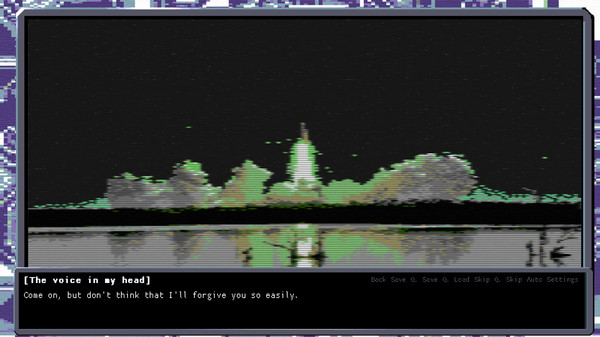 [The voice in my head]
Back Save Q. Save Q. Load Skip Q. Skip Auto Settings
Come on, but don't think that I'll forgive you so easily.